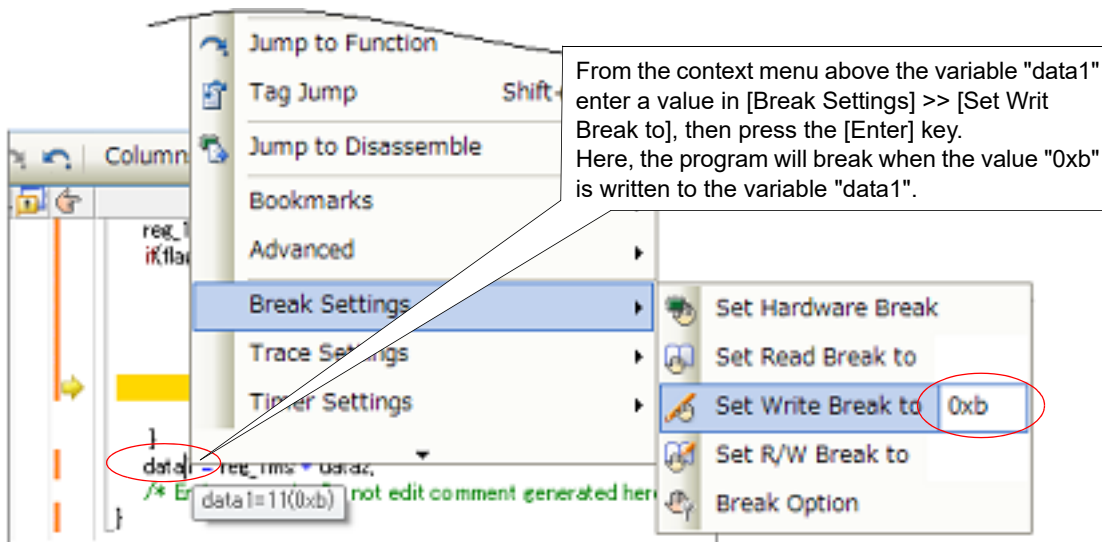 Jump to Function
Tag Jump Shift+
Jump to Disassemble
Bookmarks
Advanced
Break Settings
Trace Settings
Timer Settings
From the context menu above the variable "data1"
enter a value in [Break Settings] >> [Set Writ
Break to], then press the [Enter] key.
Here, the program will break when the value "0xb"
is written to the variable "data1".
Column
reg_1
if(flag
Set Hardware Break
Set Read Break to
Set Write Break to 0xb
Set R/W Break to
Break Option
}
data1 = reg_1ms * data2;
/* En not edit comment generated here
data1=11(0xb)
}